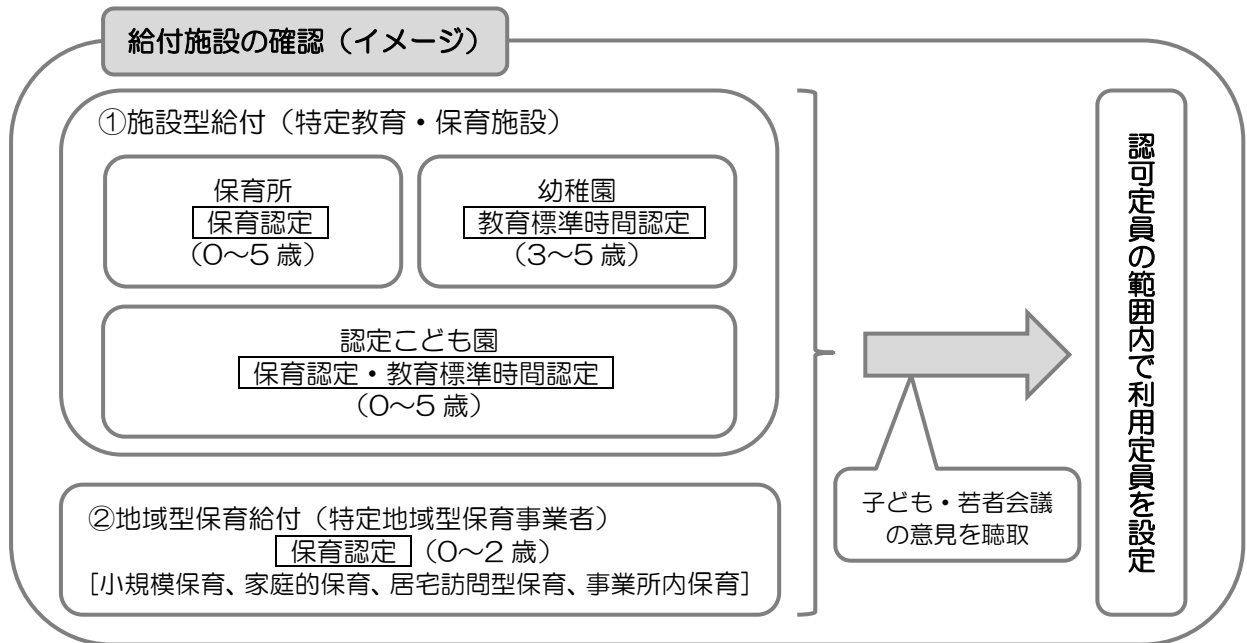 給付施設の確認（イメージ）
①施設型給付（特定教育・保育施設）
保育所
保育認定
（0～5 歳）
幼稚園
教育標準時間認定
（3～5 歳）
認定こども園
保育認定・教育標準時間認定
（0～5 歳）
②地域型保育給付（特定地域型保育事業者）
保育認定（0～2 歳）
[小規模保育、家庭的保育、居宅訪問型保育、事業所内保育]
子ども・若者会議
の意見を聴取
認可定員の範囲内で利用定員を設定